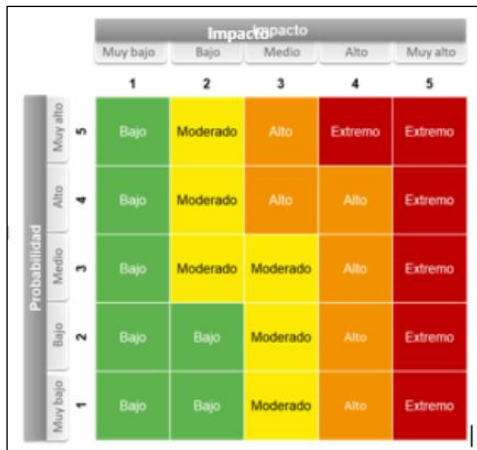 Impacto
Impacto
Muy bajo Bajo Medio Alto Muy alto
1 2 3 4 5
Probabilidad
Muy alto 5 Bajo Moderado Alto Extremo Extremo
Alto 4 Bajo Moderado Alto Alto Extremo
Medio 3 Bajo Moderado Moderado Alto Extremo
Bajo 2 Bajo Bajo Moderado Alto Extremo
Muy bajo 1 Bajo Bajo Moderado Alto Extremo